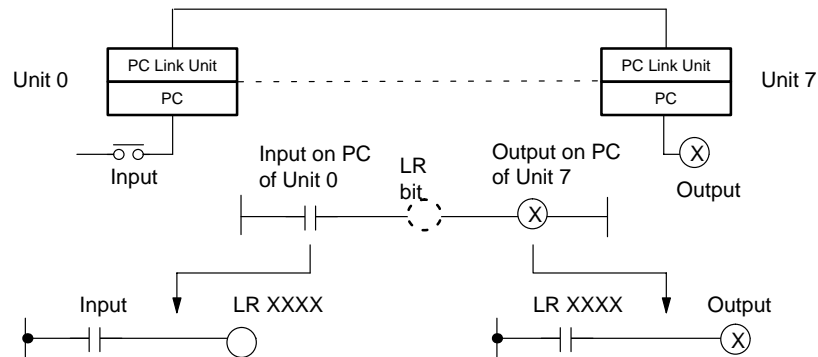 PC Link Unit
PC Link Unit
Unit 0
Unit 7
PC
PC
Input
X
Output
Input on PC
of Unit 0
LR
bit
Output on PC
of Unit 7
X
Input
LR XXXX
LR XXXX
Output
X